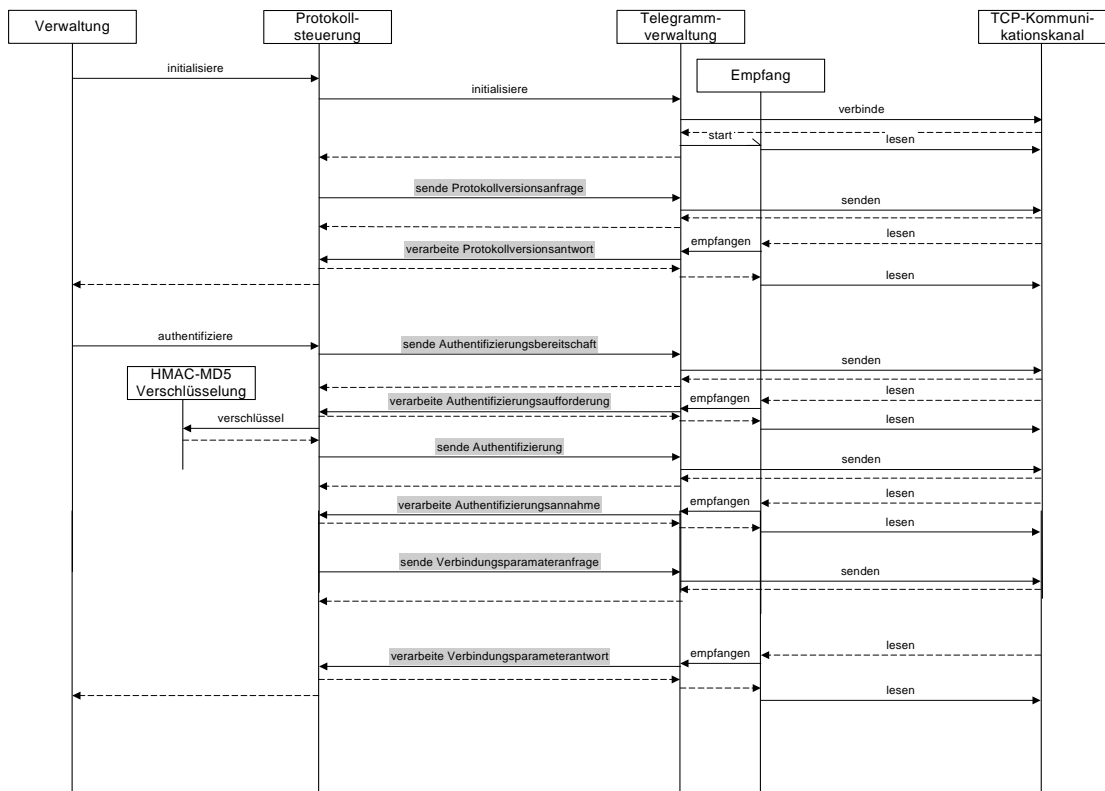 Verwaltung
Protokoll-
steuerung
Telegramm-
verwaltung
TCP-Kommuni-
kationskanal
initialisiere
Empfang
initialisiere
verbinde
start
lesen
sende Protokollversionsanfrage
senden
lesen
empfangen
verarbeite Protokollversionsantwort
lesen
authentifiziere
sende Authentifizierungsbereitschaft
senden
HMAC-MD5
Verschlüsselung
lesen
empfangen
verarbeite Authentifizierungsaufforderung
verschlüssel
lesen
sende Authentifizierung
senden
lesen
empfangen
verarbeite Authentifizierungsannahme
lesen
sende Verbindungsparamateranfrage
senden
lesen
empfangen
verarbeite Verbindungsparameterantwort
lesen